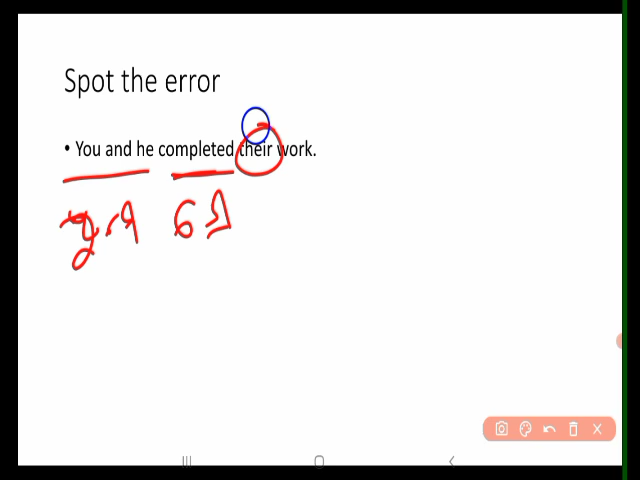 Spot the error
• You and he completed their work.